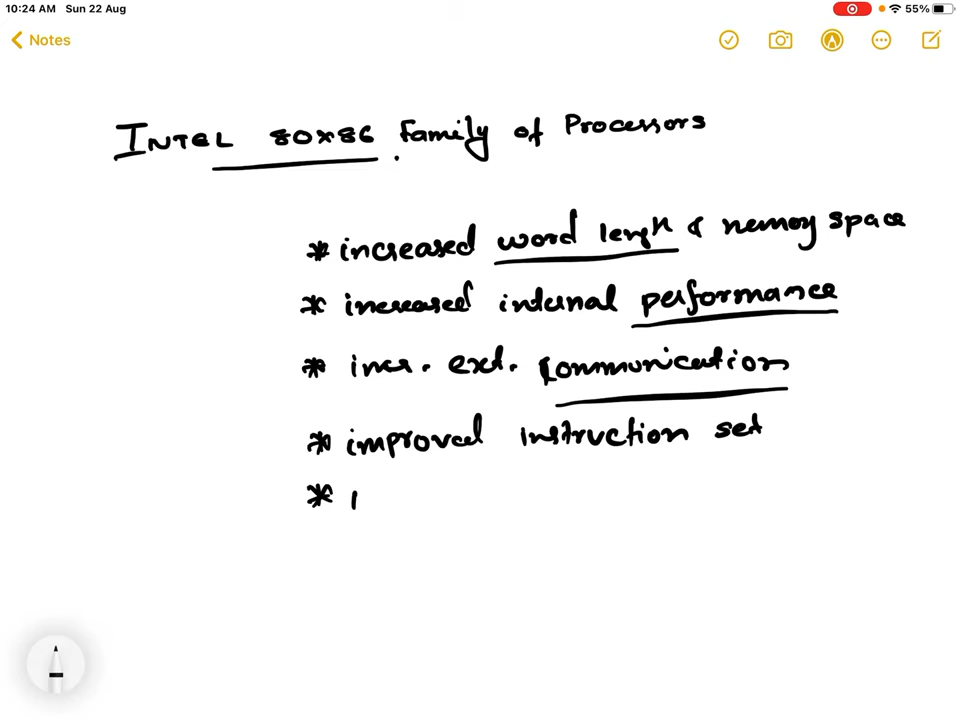 10:24 AM Sun 22 Aug 55%
Notes
INTEL 80x86 family of Processors
* increased word length & memory space
* increased internal performance
* incr. ext. communication
* improved instruction set
*